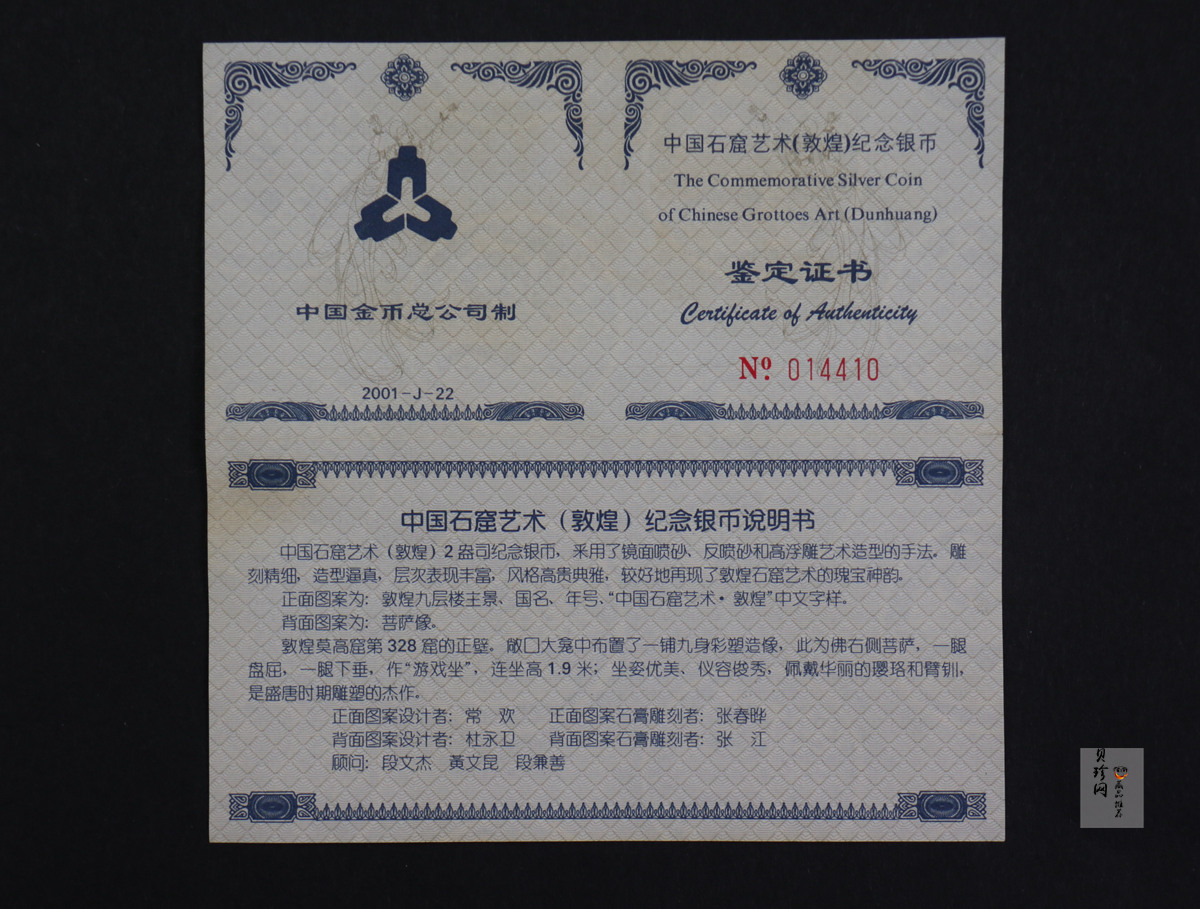 中国金币总公司制
2001-J-22
中国石窟艺术(敦煌)纪念银币
The Commemorative Silver Coin
of Chinese Grottoes Art (Dunhuang)
鉴定证书
Certificate of Authenticity
Nº 014410
中国石窟艺术（敦煌）纪念银币说明书
中国石窟艺术（敦煌）2盎司纪念银币，采用了镜面喷砂、反喷砂和高浮雕艺术造型的手法。雕
刻精细，造型逼真，层次表现丰富，风格高贵典雅，较好地再现了敦煌石窟艺术的瑰宝神韵。
正面图案为：敦煌九层楼主景、国名、年号、“中国石窟艺术·敦煌”中文字样。
背面图案为：菩萨像。
敦煌莫高窟第328窟的正壁。敞口大龛中布置了一铺九身彩塑造像，此为佛右侧菩萨，一腿
盘屈，一腿下垂，作“游戏坐”，连坐高1.9米；坐姿优美、仪容俊秀，佩戴华丽的璎珞和臂钏，
是盛唐时期雕塑的杰作。
正面图案设计者：常 欢 正面图案石膏雕刻者：张春晔
背面图案设计者：杜永卫 背面图案石膏雕刻者：张 江
顾问：段文杰 黄文昆 段兼善
贝珍网
藏品推荐